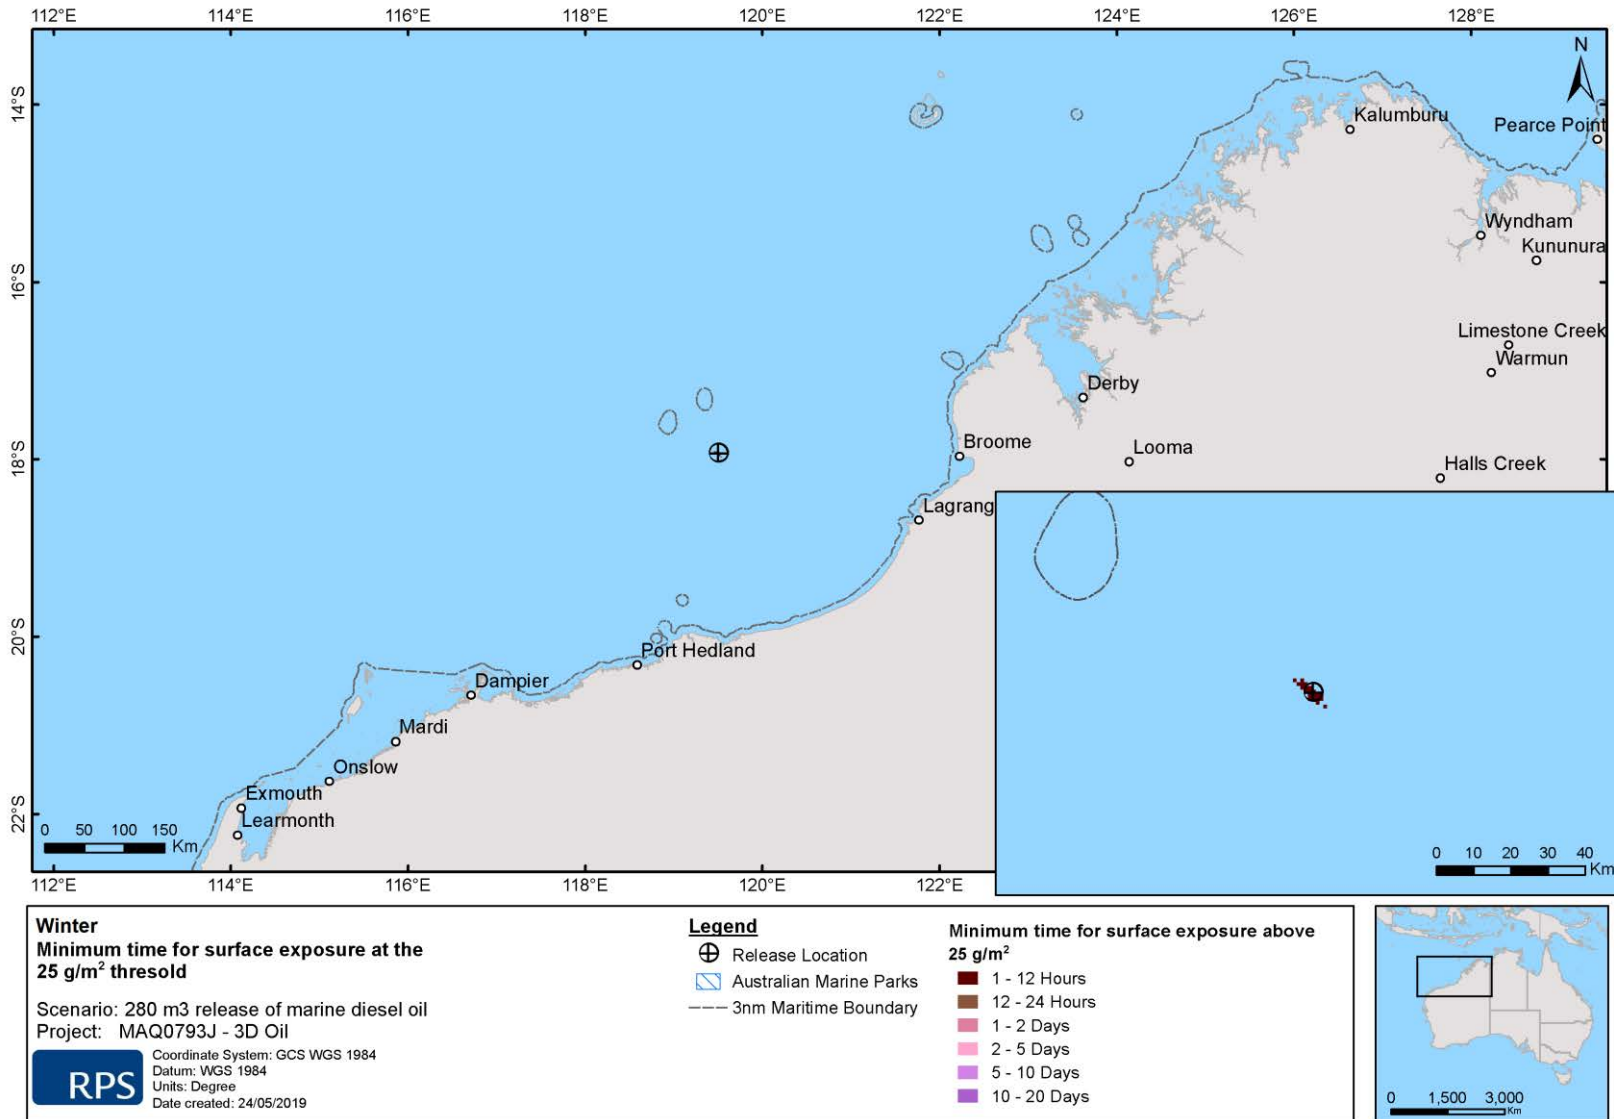 112°E 114°E 116°E 118°E 120°E 122°E 124°E 126°E 128°E
N
14°S
Kalumburu
Pearce Point
Wyndham
Kununura
16°S
Limestone Creek
Warmun
Derby
Broome
Looma
18°S
Halls Creek
Lagrang
20°S
Port Hedland
Dampier
Mardi
Onslow
Exmouth
22°S
Learmonth
0 50 100 150
Km
0 10 20 30 40
Km
112°E 114°E 116°E 118°E 120°E 122°E
Winter
Minimum time for surface exposure at the
25 g/m² thresold
Scenario: 280 m3 release of marine diesel oil
Project: MAQ0793J - 3D Oil
RPS
Coordinate System: GCS WGS 1984
Datum: WGS 1984
Units: Degree
Date created: 24/05/2019
Legend
Release Location
Australian Marine Parks
3nm Maritime Boundary
Minimum time for surface exposure above
25 g/m²
1 - 12 Hours
12 - 24 Hours
1 - 2 Days
2 - 5 Days
5 - 10 Days
10 - 20 Days
0 1,500 3,000
Km